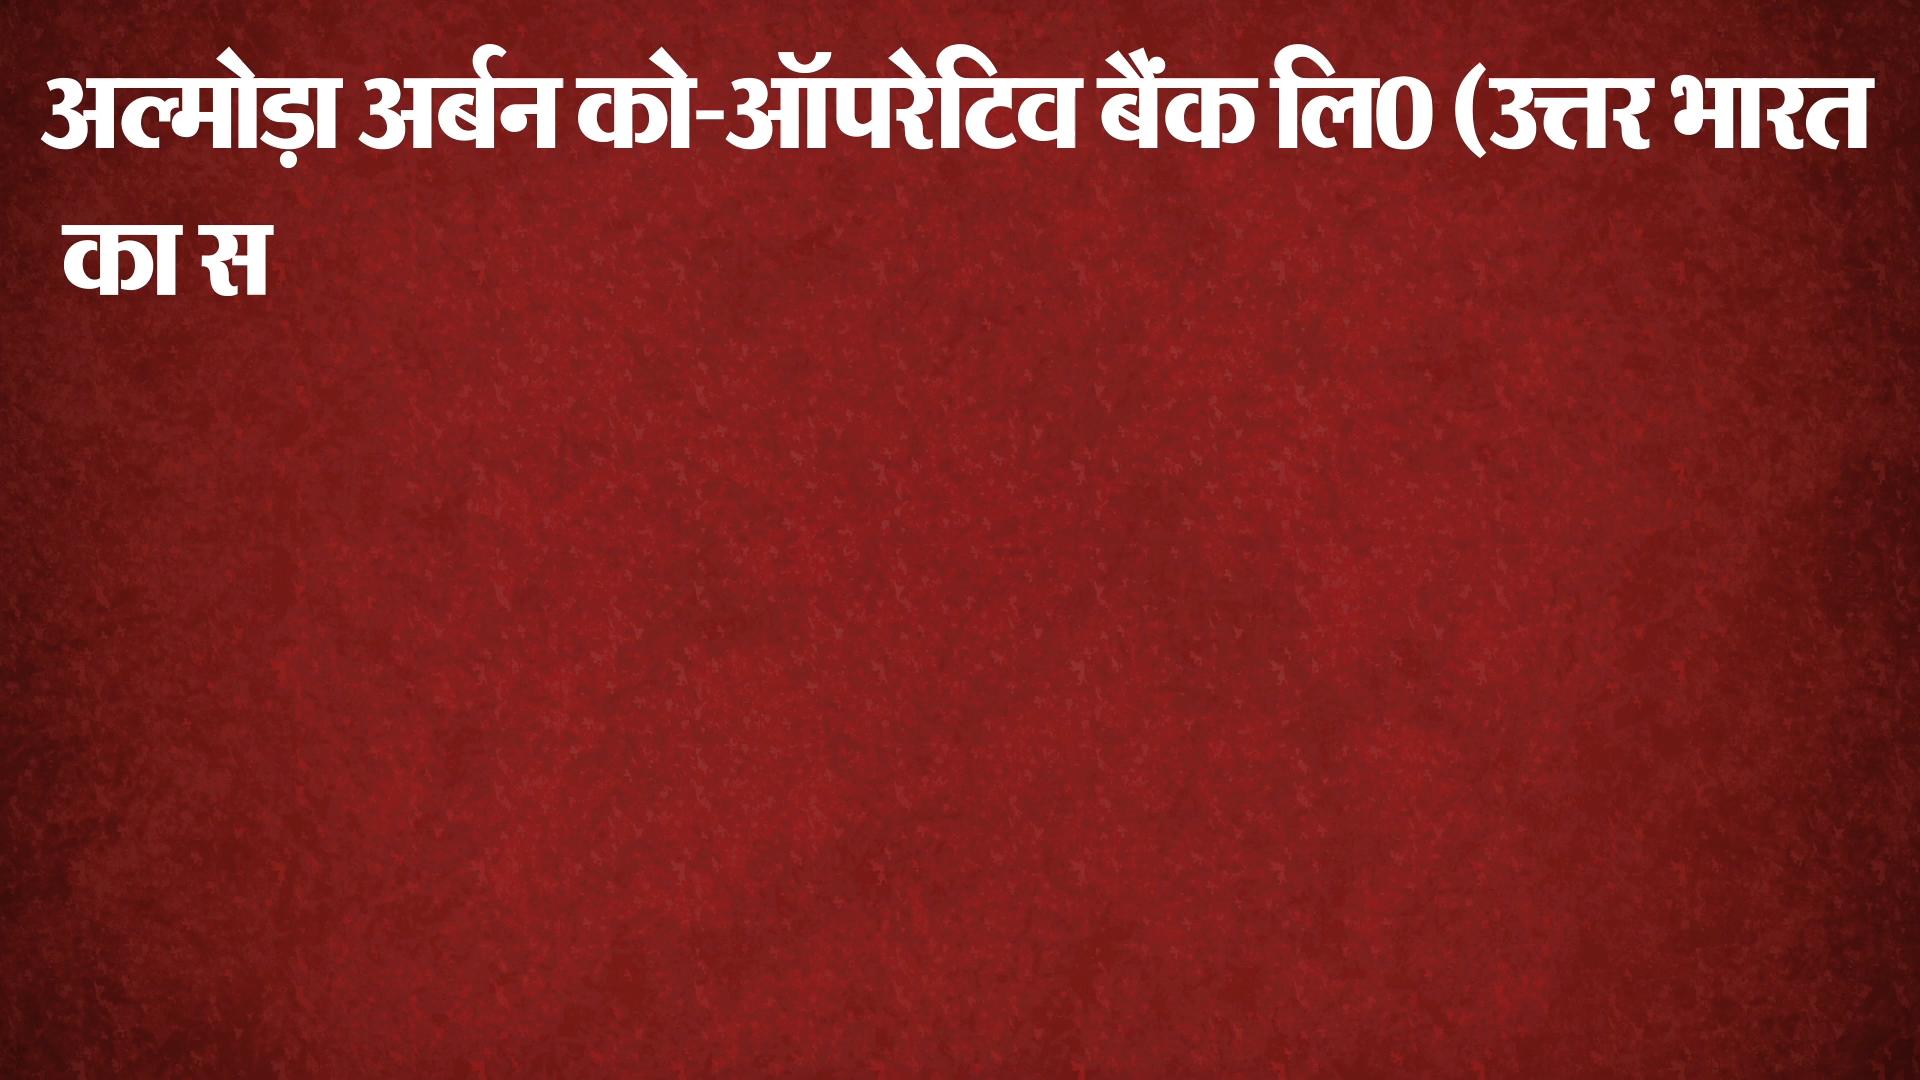 अल्मोड़ा अर्बन को-ऑपरेटिव बैंक लि0 (उत्तर भारत
का स